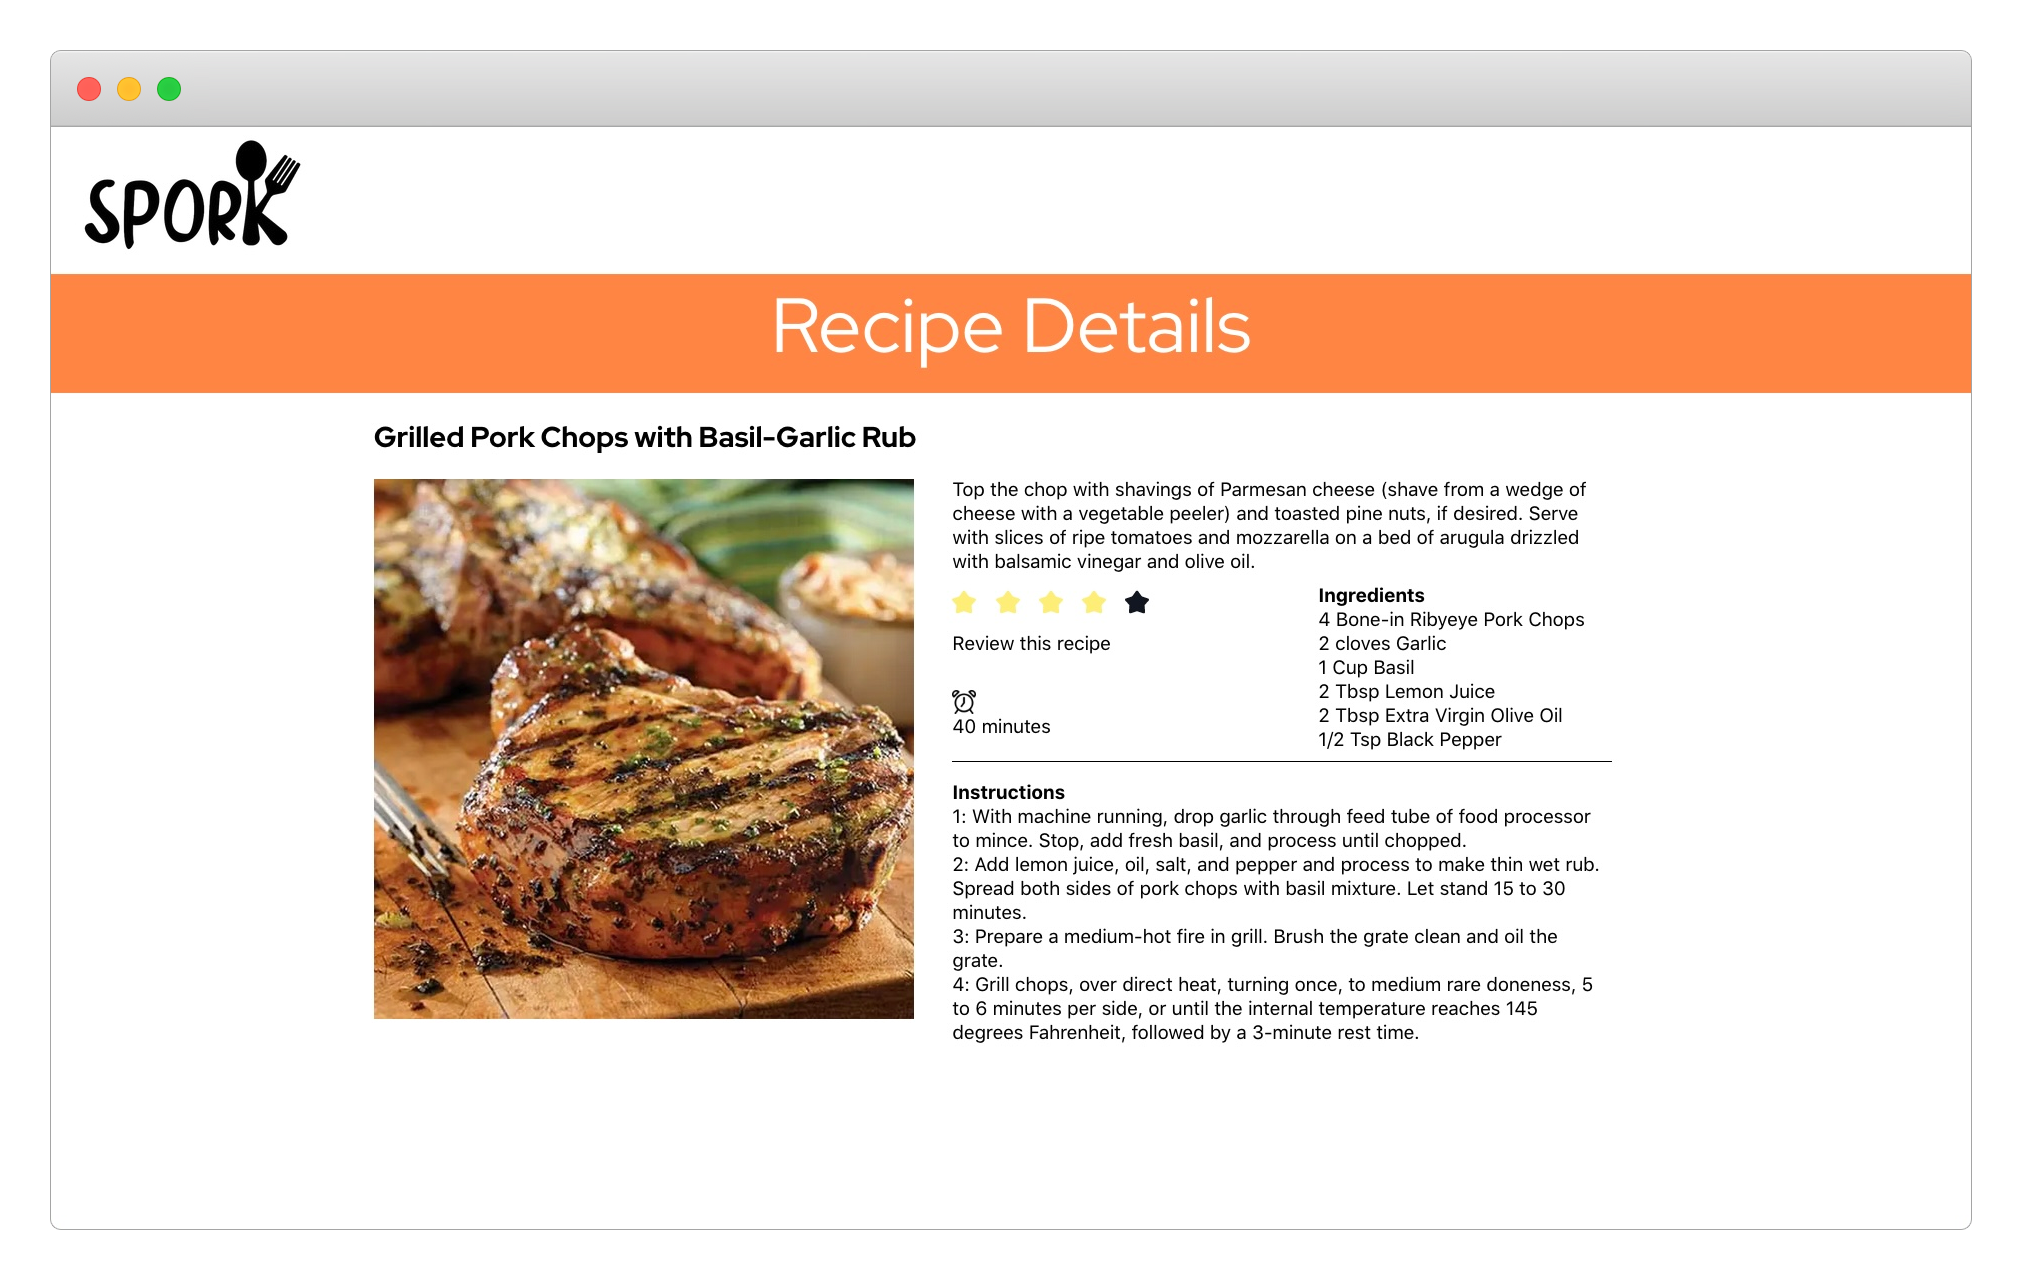 SPORK
Recipe Details
Grilled Pork Chops with Basil-Garlic Rub
Top the chop with shavings of Parmesan cheese (shave from a wedge of
cheese with a vegetable peeler) and toasted pine nuts, if desired. Serve
with slices of ripe tomatoes and mozzarella on a bed of arugula drizzled
with balsamic vinegar and olive oil.
Review this recipe
40 minutes
Ingredients
4 Bone-in Ribyeye Pork Chops
2 cloves Garlic
1 Cup Basil
2 Tbsp Lemon Juice
2 Tbsp Extra Virgin Olive Oil
1/2 Tsp Black Pepper
Instructions
1: With machine running, drop garlic through feed tube of food processor
to mince. Stop, add fresh basil, and process until chopped.
2: Add lemon juice, oil, salt, and pepper and process to make thin wet rub.
Spread both sides of pork chops with basil mixture. Let stand 15 to 30
minutes.
3: Prepare a medium-hot fire in grill. Brush the grate clean and oil the
grate.
4: Grill chops, over direct heat, turning once, to medium rare doneness, 5
to 6 minutes per side, or until the internal temperature reaches 145
degrees Fahrenheit, followed by a 3-minute rest time.